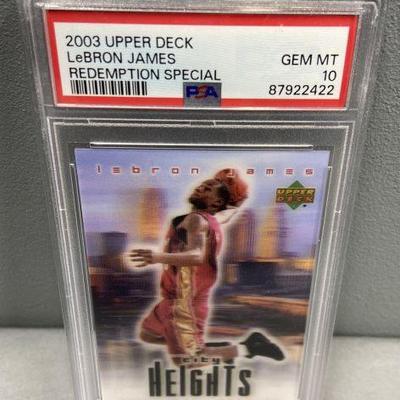 2003 UPPER DECK
LeBRON JAMES
REDEMPTION SPECIAL
GEM MT
10
PSA
87922422
lebron james
UPPER
DECK
city
HEIGHTS